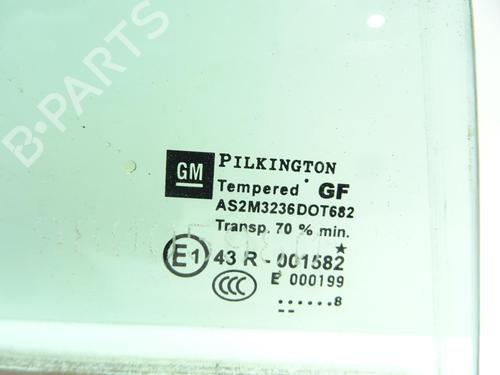 B-PARTS
GM PILKINGTON
Tempered GF
AS2M3236DOT682
Transp. 70 % min.
E1 43 R - 001582
CCC E 000199
......8
--